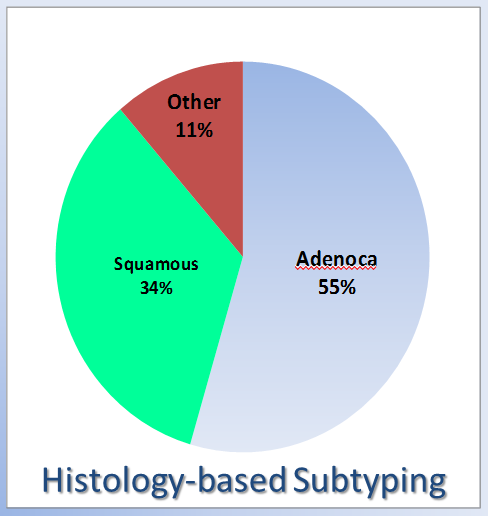 Other
11%
Adenoca
55%
Squamous
34%
Histology-based Subtyping